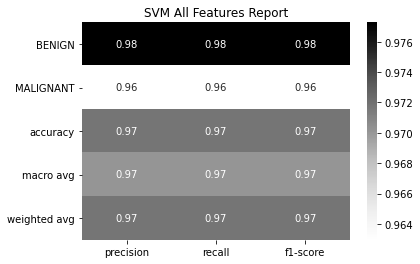 SVM All Features Report
BENIGN 0.98 0.98 0.98
MALIGNANT 0.96 0.96 0.96
accuracy 0.97 0.97 0.97
macro avg 0.97 0.97 0.97
weighted avg 0.97 0.97 0.97
precision recall f1-score
0.976
0.974
0.972
0.970
0.968
0.966
0.964